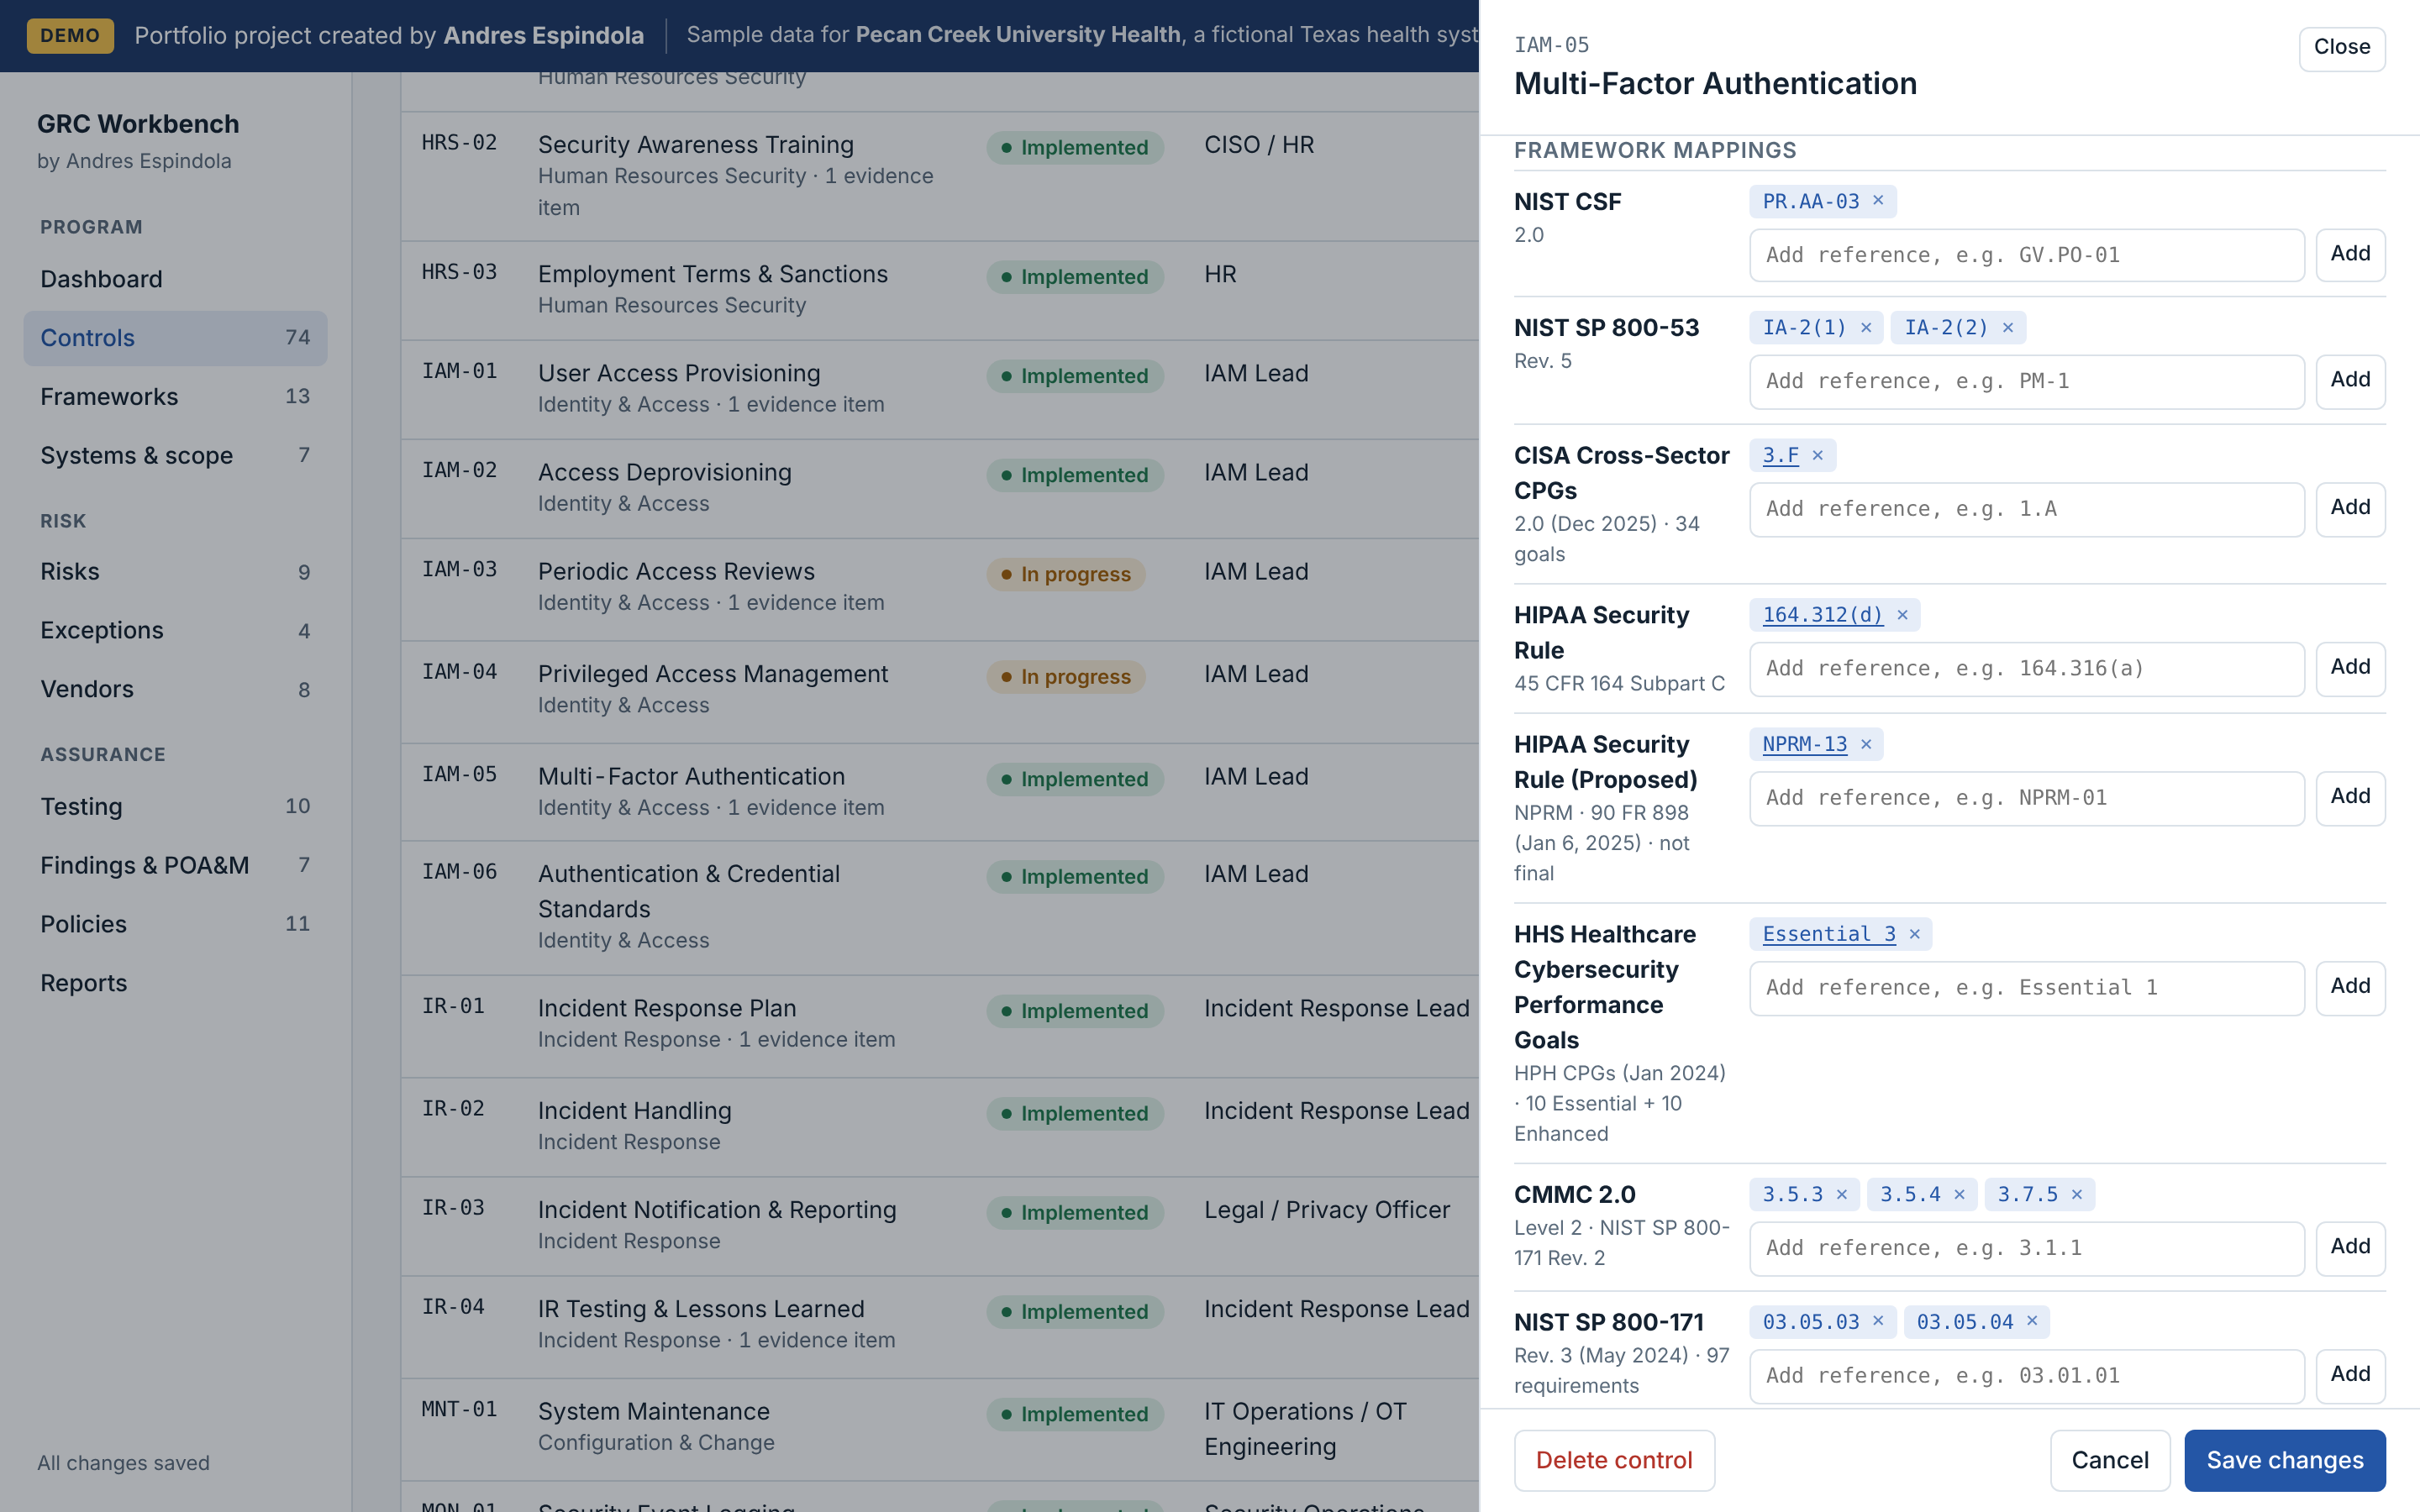 DEMO Portfolio project created by Andres Espindola Sample data for Pecan Creek University Health, a fictional Texas health syst
GRC Workbench
by Andres Espindola
PROGRAM
Dashboard
Controls 74
Frameworks 13
Systems & scope 7
RISK
Risks 9
Exceptions 4
Vendors 8
ASSURANCE
Testing 10
Findings & POA&M 7
Policies 11
Reports
All changes saved
Human Resources Security
HRS-02 Security Awareness Training Implemented CISO / HR
Human Resources Security · 1 evidence
item
HRS-03 Employment Terms & Sanctions Implemented HR
Human Resources Security
IAM-01 User Access Provisioning Implemented IAM Lead
Identity & Access · 1 evidence item
IAM-02 Access Deprovisioning Implemented IAM Lead
Identity & Access
IAM-03 Periodic Access Reviews In progress IAM Lead
Identity & Access · 1 evidence item
IAM-04 Privileged Access Management In progress IAM Lead
Identity & Access
IAM-05 Multi-Factor Authentication Implemented IAM Lead
Identity & Access · 1 evidence item
IAM-06 Authentication & Credential Implemented IAM Lead
Standards
Identity & Access
IR-01 Incident Response Plan Implemented Incident Response Lead
Incident Response · 1 evidence item
IR-02 Incident Handling Implemented Incident Response Lead
Incident Response
IR-03 Incident Notification & Reporting Implemented Legal / Privacy Officer
Incident Response
IR-04 IR Testing & Lessons Learned Implemented Incident Response Lead
Incident Response · 1 evidence item
MNT-01 System Maintenance Implemented IT Operations / OT
Configuration & Change Engineering
MON-01 Security Event Logging Implemented Security Operations
IAM-05 Close
Multi-Factor Authentication
FRAMEWORK MAPPINGS
NIST CSF PR.AA-03 ×
2.0 Add reference, e.g. GV.PO-01 Add
NIST SP 800-53 IA-2(1) × IA-2(2) ×
Rev. 5 Add reference, e.g. PM-1 Add
CISA Cross-Sector 3.F ×
CPGs Add reference, e.g. 1.A Add
2.0 (Dec 2025) · 34
goals
HIPAA Security 164.312(d) ×
Rule Add reference, e.g. 164.316(a) Add
45 CFR 164 Subpart C
HIPAA Security NPRM-13 ×
Rule (Proposed) Add reference, e.g. NPRM-01 Add
NPRM · 90 FR 898
(Jan 6, 2025) · not
final
HHS Healthcare Essential 3 ×
Cybersecurity Add reference, e.g. Essential 1 Add
Performance
Goals
HPH CPGs (Jan 2024)
· 10 Essential + 10
Enhanced
CMMC 2.0 3.5.3 × 3.5.4 × 3.7.5 ×
Level 2 · NIST SP 800- Add reference, e.g. 3.1.1 Add
171 Rev. 2
NIST SP 800-171 03.05.03 × 03.05.04 ×
Rev. 3 (May 2024) · 97 Add reference, e.g. 03.01.01 Add
requirements
Delete control Cancel Save changes